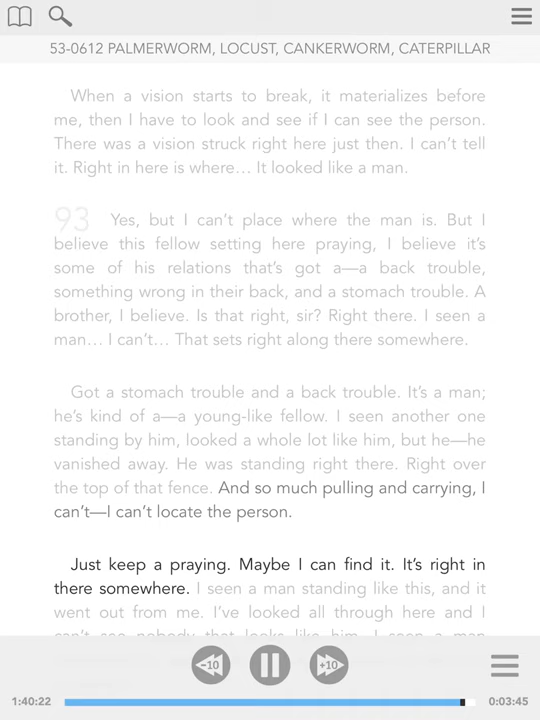 53-0612 PALMERWORM, LOCUST, CANKERWORM, CATERPILLAR
When a vision starts to break, it materializes before
me, then I have to look and see if I can see the person.
There was a vision struck right here just then. I can't tell
it. Right in here is where… It looked like a man.
93 Yes, but I can't place where the man is. But I
believe this fellow setting here praying, I believe it's
some of his relations that's got a—a back trouble,
something wrong in their back, and a stomach trouble. A
brother, I believe. Is that right, sir? Right there. I seen a
man… I can't… That sets right along there somewhere.
Got a stomach trouble and a back trouble. It's a man;
he's kind of a—a young-like fellow. I seen another one
standing by him, looked a whole lot like him, but he—he
vanished away. He was standing right there. Right over
the top of that fence. And so much pulling and carrying, I
can't—I can't locate the person.
Just keep a praying. Maybe I can find it. It's right in
there somewhere. I seen a man standing like this, and it
went out from me. I've looked all through here and I
can't see nobody that looks like him. I seen a man
-10
+10
1:40:22
0:03:45